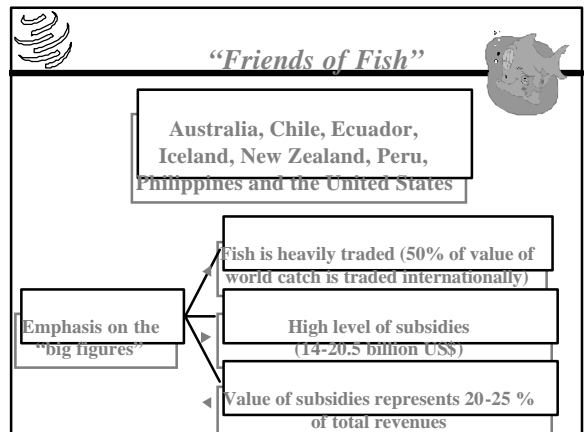 “Friends of Fish”
Australia, Chile, Ecuador,
Iceland, New Zealand, Peru,
Philippines and the United States
Fish is heavily traded (50% of value of
world catch is traded internationally)
Emphasis on the
“big figures”
High level of subsidies
(14-20.5 billion US$)
Value of subsidies represents 20-25 %
of total revenues